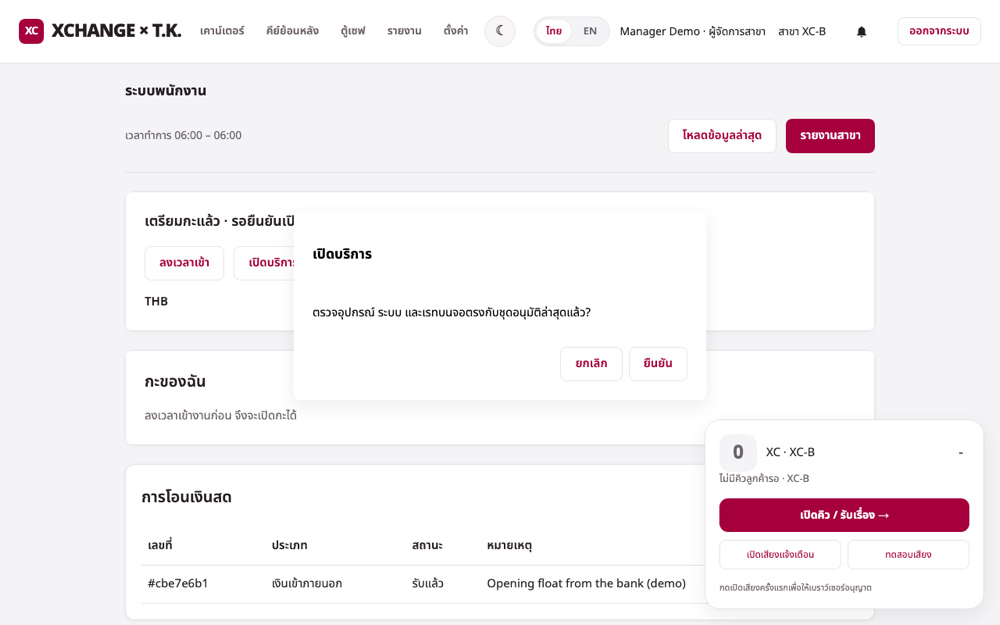 XC XCHANGE × T.K. เคาน์เตอร์ คีย์ย้อนหลัง ตู้เซฟ รายงาน ตั้งค่า ไทย EN Manager Demo · ผู้จัดการสาขา สาขา XC-B ออกจากระบบ
ระบบพนักงาน
เวลาทำการ 06:00 – 06:00 โหลดข้อมูลล่าสุด รายงานสาขา
เตรียมกะแล้ว · รอยืนยันเปิ
ลงเวลาเข้า เปิดบริการ
THB
เปิดบริการ
ตรวจอุปกรณ์ ระบบ และเรทบนจอตรงกับชุดอนุมัติล่าสุดแล้ว?
ยกเลิก ยืนยัน
กะของฉัน
ลงเวลาเข้างานก่อน จึงจะเปิดกะได้
การโอนเงินสด
เลขที่ ประเภท สถานะ หมายเหตุ
#cbe7e6b1 เงินเข้าภายนอก รับแล้ว Opening float from the bank (demo)
0 XC · XC-B -
ไม่มีคิวลูกค้ารอ · XC-B
เปิดคิว / รับเรื่อง →
เปิดเสียงแจ้งเตือน ทดสอบเสียง
กดเปิดเสียงครั้งแรกเพื่อให้เบราว์เซอร์อนุญาต